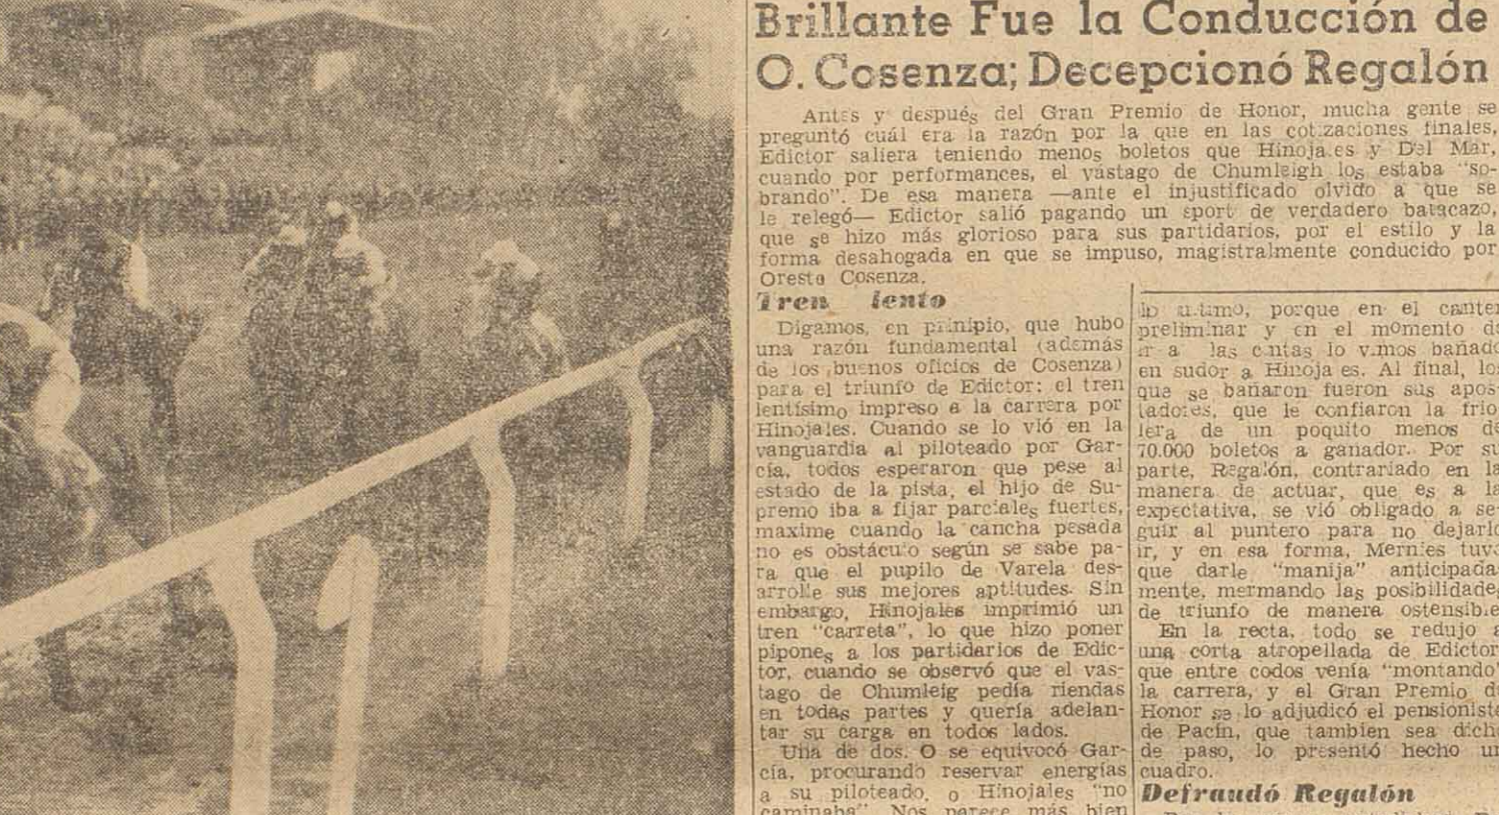 Brillante Fue la Conducción de
O. Cosenza; Decepcionó Regalón
Antes y después del Gran Premio de Honor, mucha gente se
preguntó cuál era la razón por la que en las cotizaciones finales,
Edictor saliera teniendo menos boletos que Hinojales y Del Mar,
cuando por performances, el vástago de Chumleigh los estaba "so-
brando". De esa manera —ante el injustificado olvido a que se
le relegó— Edictor salió pagando un sport de verdadero batacazo,
que se hizo más glorioso para sus partidarios, por el estilo y la
forma desahogada en que se impuso, magistralmente conducido por
Oreste Cosenza.
Tren lento
Digamos, en prinipio, que hubo
una razón fundamental (además
de los buenos oficios de Cosenza)
para el triunfo de Edictor: el tren
lentísimo impreso a la carrera por
Hinojales. Cuando se lo vió en la
vanguardia al piloteado por Gar-
cía, todos esperaron que pese al
estado de la pista, el hijo de Su-
premo iba a fijar parciales fuertes,
maxime cuando la cancha pesada
no es obstáculo según se sabe pa-
ra que el pupilo de Varela des-
arrolle sus mejores aptitudes. Sin
embargo, Hinojales imprimió un
tren "carreta", lo que hizo poner
pipones a los partidarios de Edic-
tor, cuando se observó que el vas-
tago de Chumleig pedía riendas
en todas partes y quería adelan-
tar su carga en todos lados.
Una de dos. O se equivocó Gar-
cía, procurando reservar energías
a su piloteado, o Hinojales "no
caminaba". Nos parece más bien
lo ultimo, porque en el canter
preliminar y en el momento de
ir a las cintas lo vimos bañado
en sudor a Hinojales. Al final, los
que se bañaron fueron sus apos-
tadores, que le confiaron la frio-
lera de un poquito menos de
70.000 boletos a ganador. Por su
parte, Regalón, contrariado en la
manera de actuar, que es a la
expectativa, se vió obligado a se-
guir al puntero para no dejarlo
ir, y en esa forma, Mernies tuvo
que darle "manija" anticipada-
mente, mermando las posibilidades
de triunfo de manera ostensible.
En la recta, todo se redujo a
una corta atropellada de Edictor
que entre codos venía "montando"
la carrera, y el Gran Premio de
Honor se lo adjudicó el pensionista
de Pacín, que tambien sea dicho
de paso, lo presentó hecho un
cuadro.
Defraudó Regalón